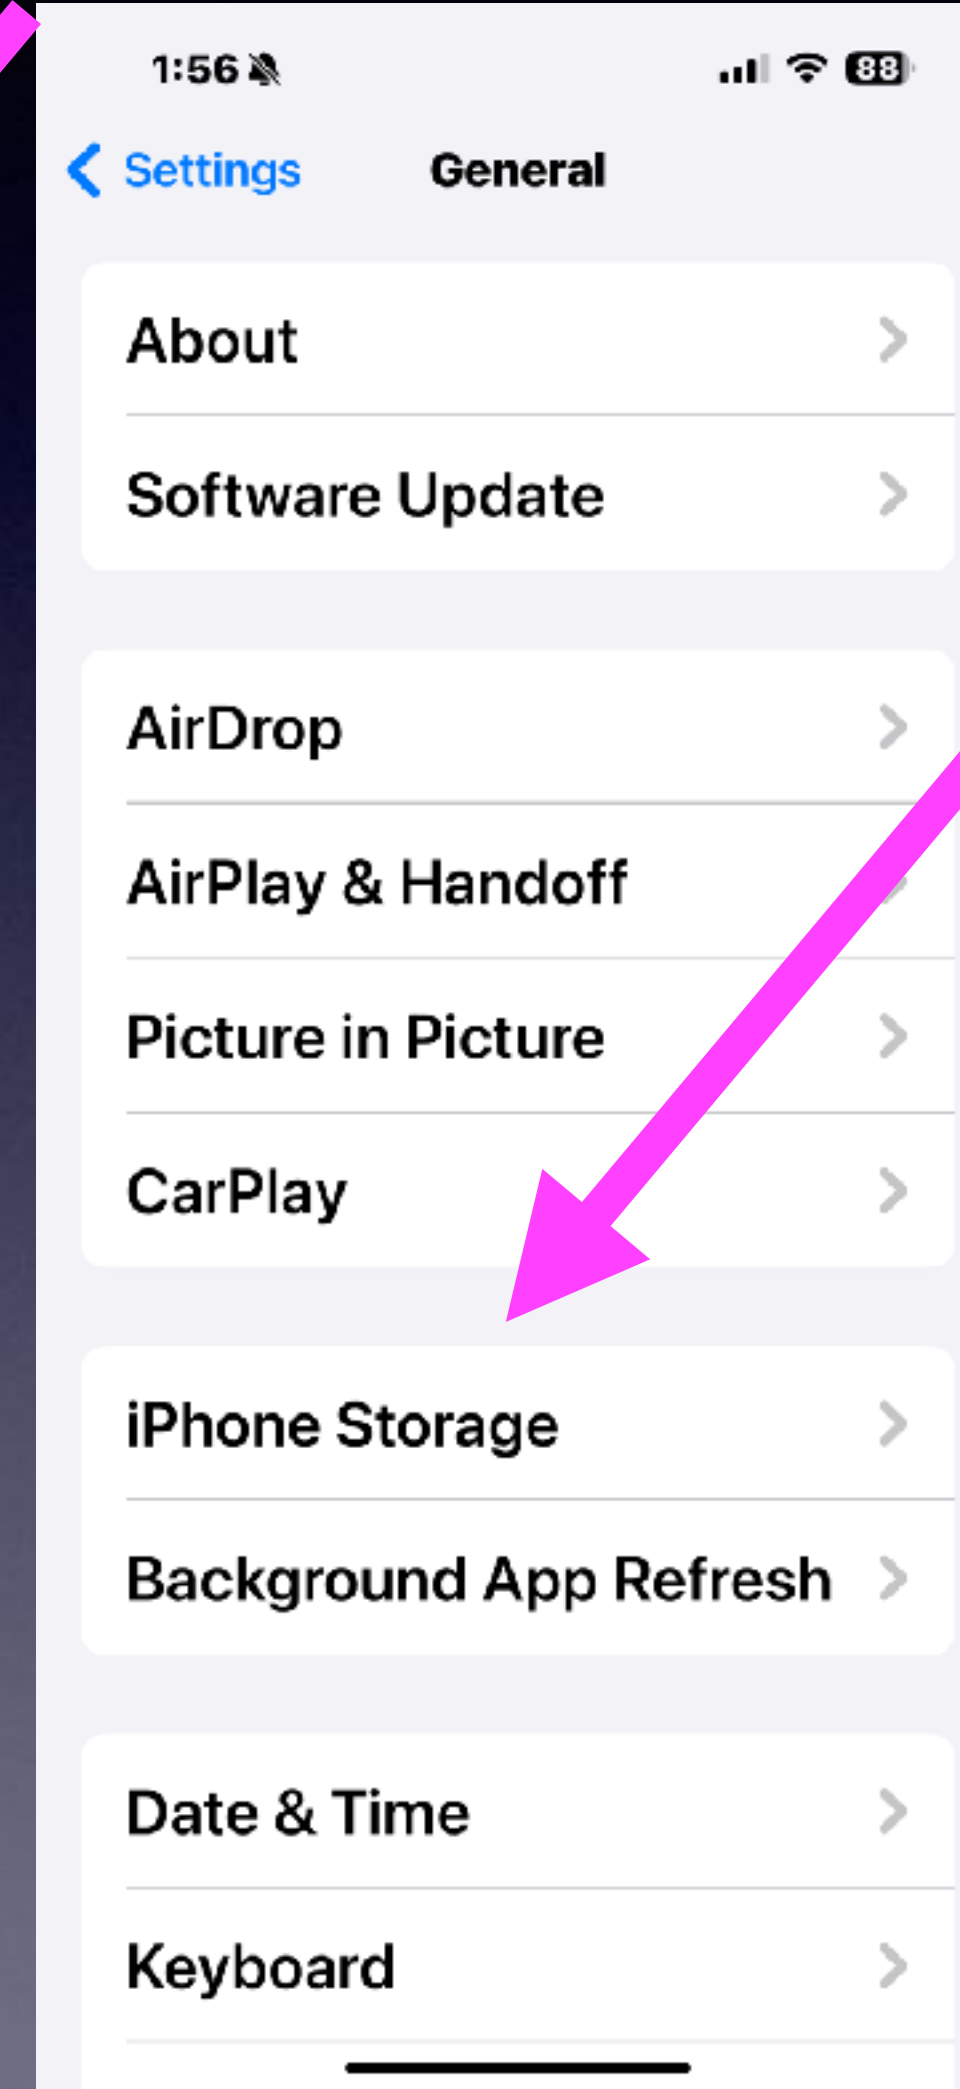 1:56
88
Settings
General
About
Software Update
AirDrop
AirPlay & Handoff
Picture in Picture
CarPlay
iPhone Storage
Background App Refresh
Date & Time
Keyboard